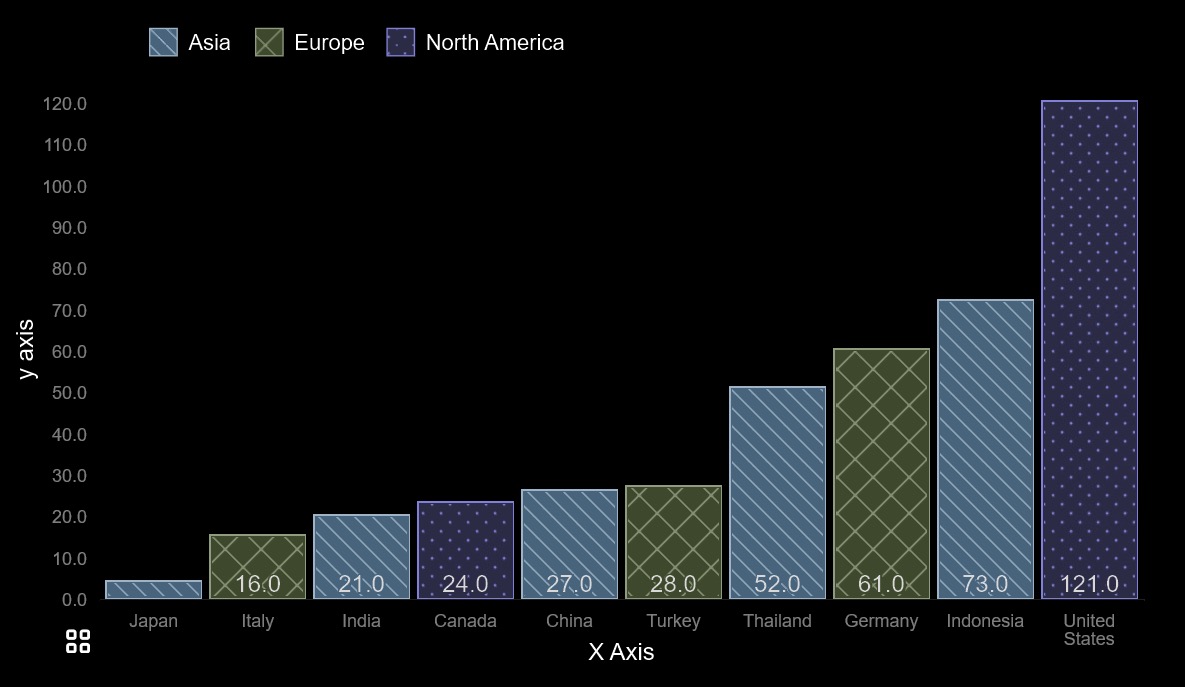 Asia Europe North America
120.0
110.0
100.0
90.0
80.0
70.0
60.0
50.0
40.0
30.0
20.0
10.0
0.0
y axis
16.0 21.0 24.0 27.0 28.0 52.0 61.0 73.0 121.0
Japan Italy India Canada China Turkey Thailand Germany Indonesia United
States
X Axis